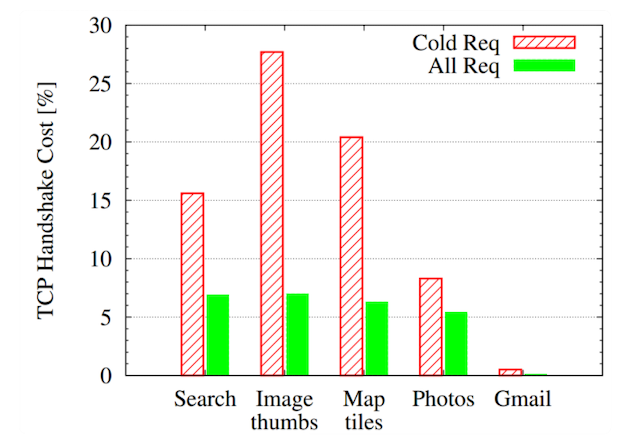 30
25
20
15
10
5
0
TCP Handshake Cost [%]
Cold Req
All Req
Search
Image
thumbs
Map
tiles
Photos
Gmail